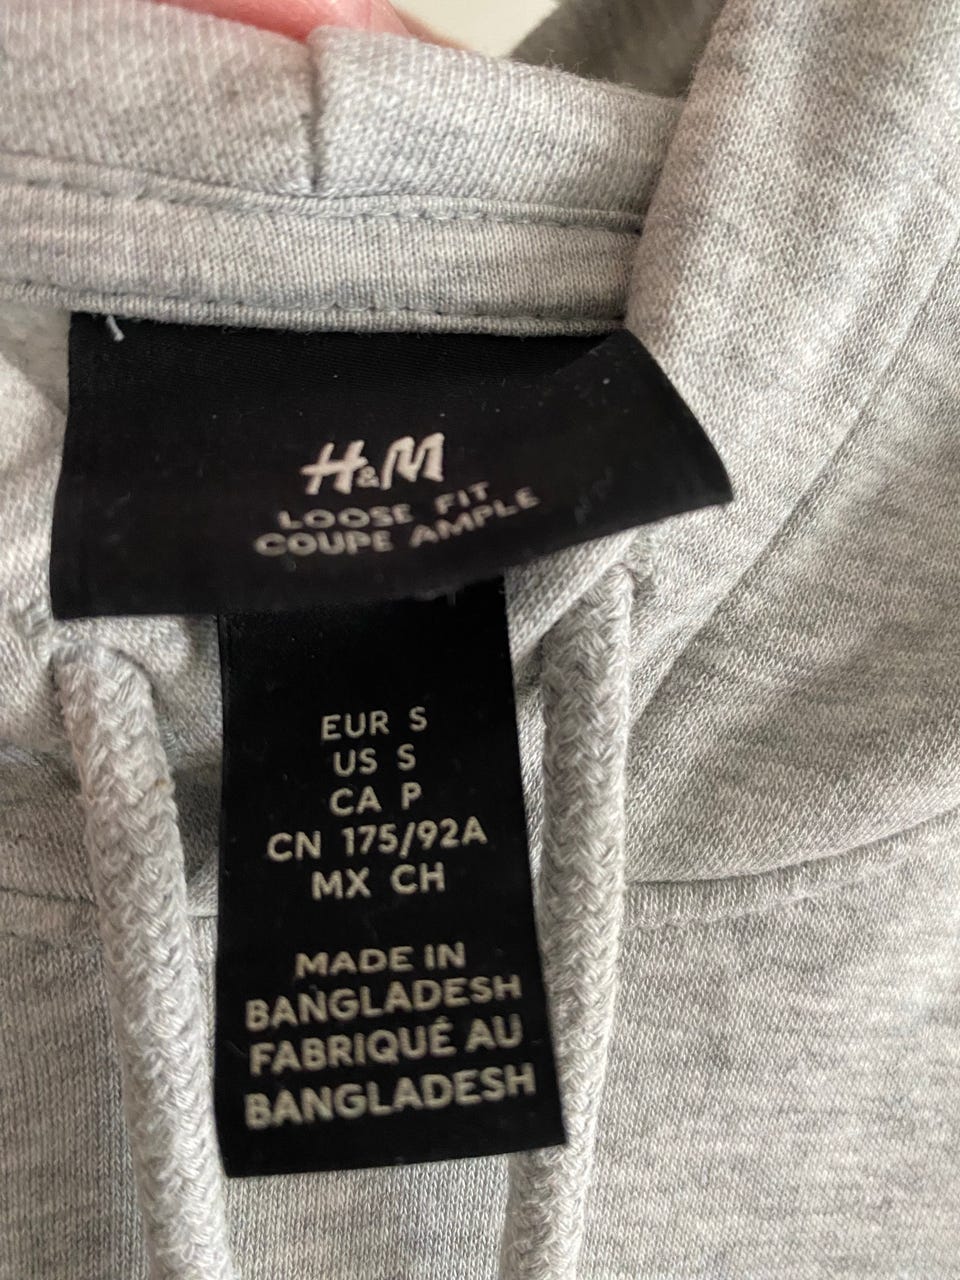 H&M
LOOSE FIT
COUPE AMPLE
EUR S
US S
CA P
CN 175/92A
MX CH
MADE IN
BANGLADESH
FABRIQUÉ AU
BANGLADESH